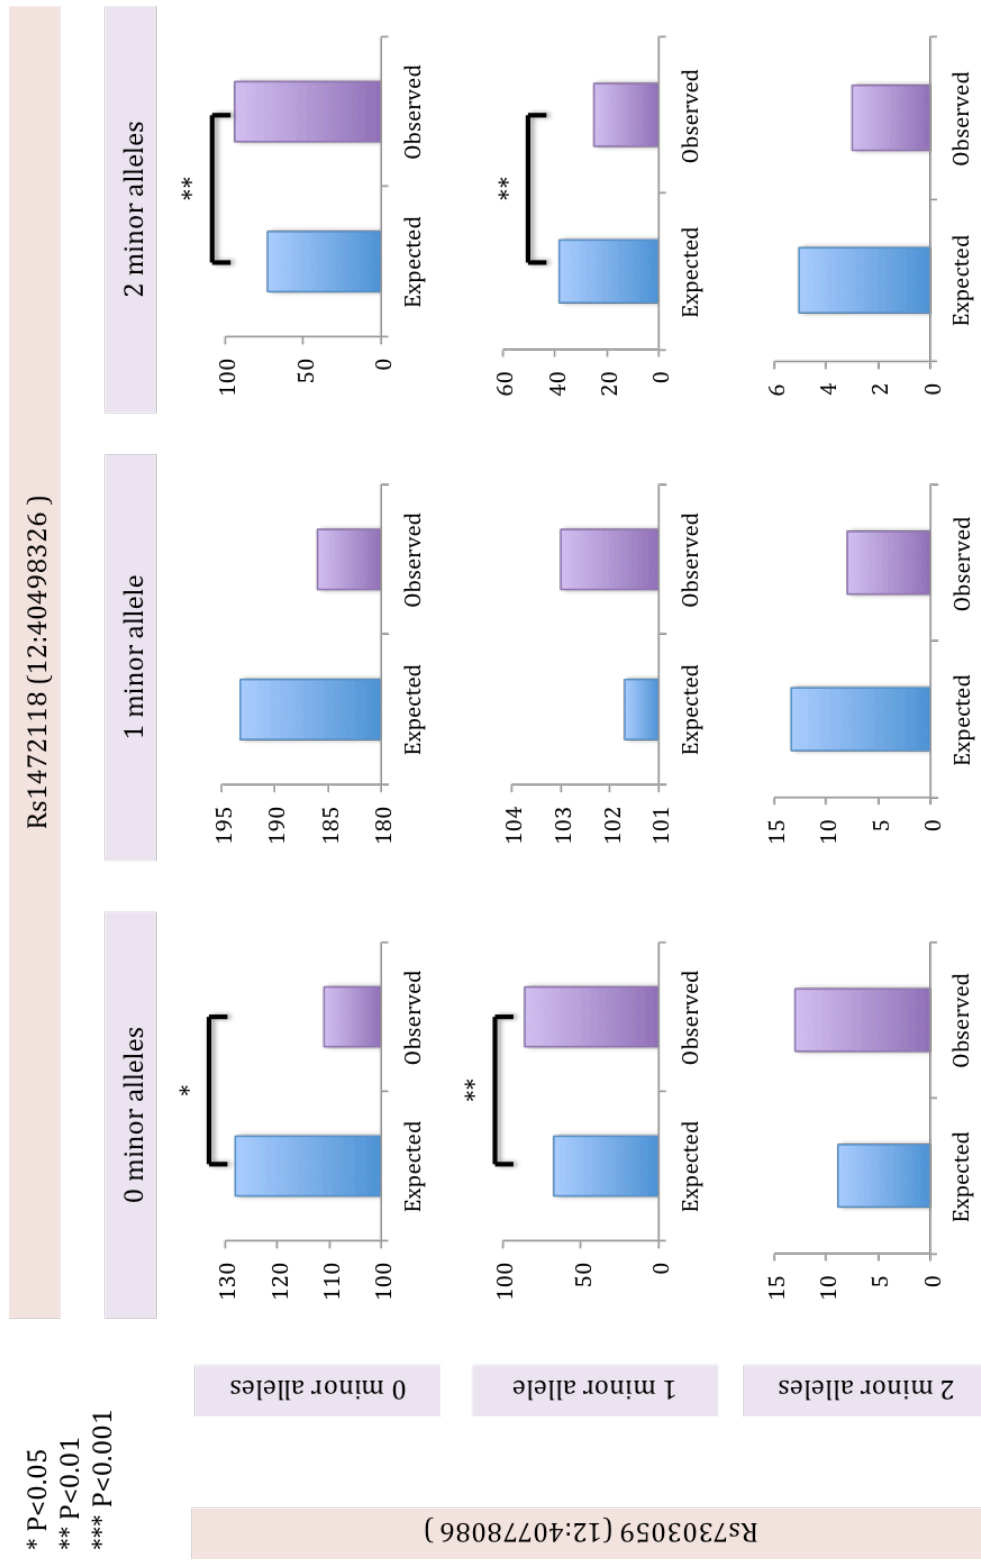 * P<0.05
** P<0.01
*** P<0.001
Rs1472118 (12:40498326 )
0 minor alleles
1 minor allele
2 minor alleles
Rs7303059 (12:40778086 )
0 minor alleles
130
120
110
100
*
Expected
Observed
195
190
185
180
Expected
Observed
100
50
0
**
Expected
Observed
1 minor allele
100
50
0
**
Expected
Observed
104
103
102
101
Expected
Observed
60
40
20
0
**
Expected
Observed
2 minor alleles
15
10
5
0
Expected
Observed
15
10
5
0
Expected
Observed
6
4
2
0
Expected
Observed